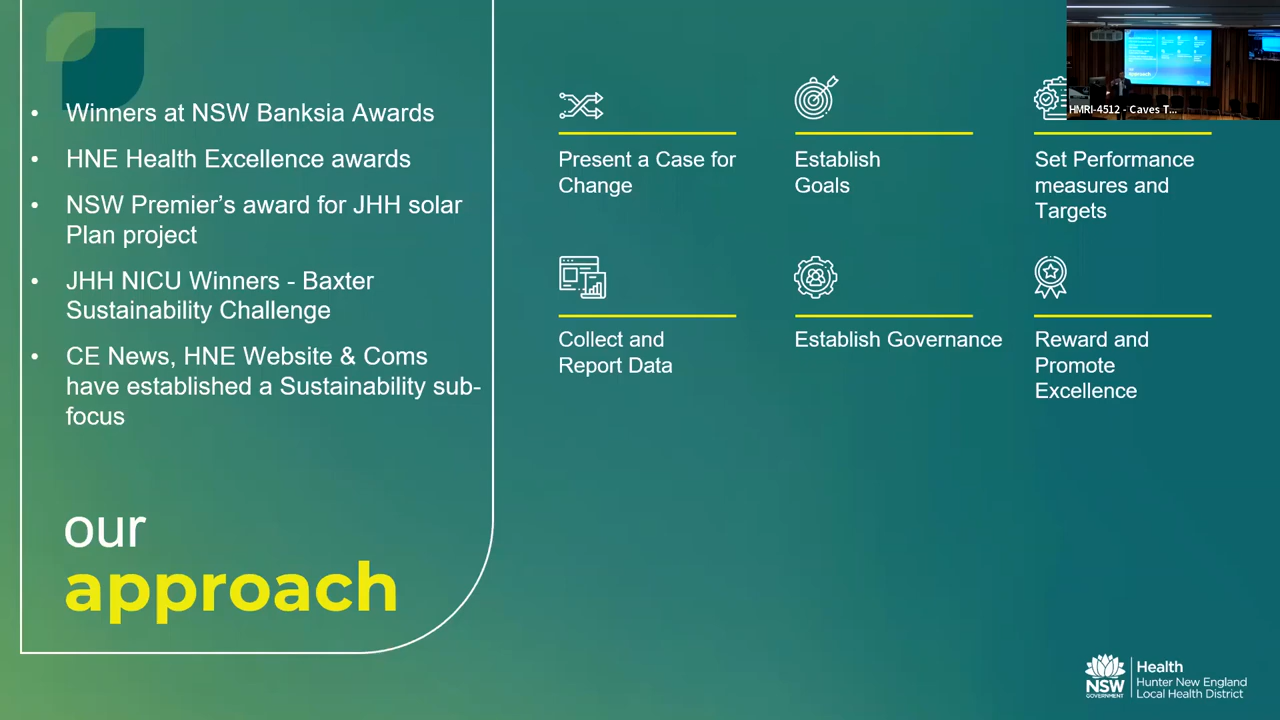 • Winners at NSW Banksia Awards
• HNE Health Excellence awards
• NSW Premier’s award for JHH solar
Plan project
• JHH NICU Winners - Baxter
Sustainability Challenge
• CE News, HNE Website & Coms
have established a Sustainability sub-
focus
our
approach
Present a Case for
Change
Establish
Goals
Set Performance
measures and
Targets
Collect and
Report Data
Establish Governance
Reward and
Promote
Excellence
HMRI-4512 - Caves T...
NSW
GOVERNMENT
Health
Hunter New England
Local Health District